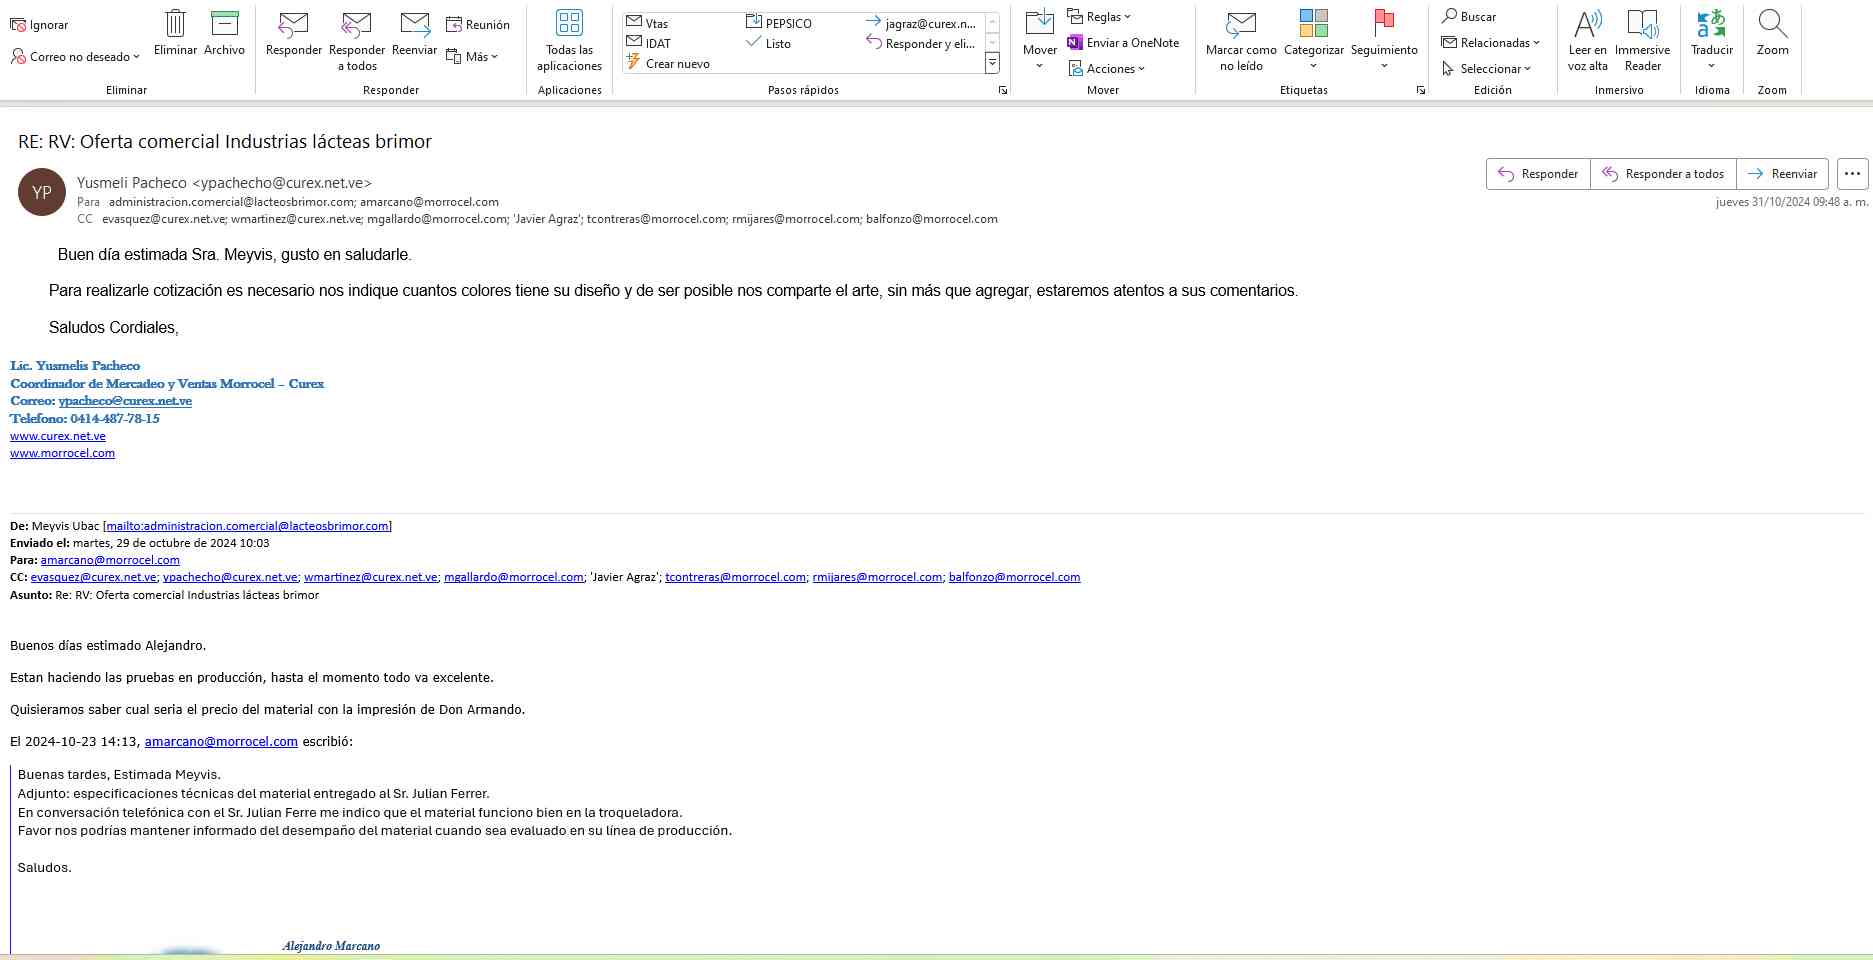 Ignorar
Correo no deseado
Eliminar
Archivo
Eliminar
Responder
Responder a todos
Reenviar
Reunión
Más
Responder
Todas las aplicaciones
Aplicaciones
Vtas
IDAT
Crear nuevo
PEPSICO
Listo
jagraz@curex.n...
Responder y eli...
Pasos rápidos
Mover
Reglas
Enviar a OneNote
Acciones
Mover
Marcar como no leído
Categorizar
Seguimiento
Etiquetas
Buscar
Relacionadas
Seleccionar
Edición
Leer en voz alta
Immersive Reader
Inmersivo
Traducir
Idioma
Zoom
Zoom
RE: RV: Oferta comercial Industrias lácteas brimor
YP
Yusmeli Pacheco <ypachecho@curex.net.ve>
Para administracion.comercial@lacteosbrimor.com; amarcano@morrocel.com
CC evasquez@curex.net.ve; wmartinez@curex.net.ve; mgallardo@morrocel.com; 'Javier Agraz'; tcontreras@morrocel.com; rmijares@morrocel.com; balfonzo@morrocel.com
Responder
Responder a todos
Reenviar
...
jueves 31/10/2024 09:48 a. m.
Buen día estimada Sra. Meyvis, gusto en saludarle.
Para realizarle cotización es necesario nos indique cuantos colores tiene su diseño y de ser posible nos comparte el arte, sin más que agregar, estaremos atentos a sus comentarios.
Saludos Cordiales,
Lic. Yusmelis Pacheco
Coordinador de Mercadeo y Ventas Morrocel – Curex
Correo: ypacheco@curex.net.ve
Telefono: 0414-487-78-15
www.curex.net.ve
www.morrocel.com
De: Meyvis Ubac [mailto:administracion.comercial@lacteosbrimor.com]
Enviado el: martes, 29 de octubre de 2024 10:03
Para: amarcano@morrocel.com
CC: evasquez@curex.net.ve; ypachecho@curex.net.ve; wmartinez@curex.net.ve; mgallardo@morrocel.com; 'Javier Agraz'; tcontreras@morrocel.com; rmijares@morrocel.com; balfonzo@morrocel.com
Asunto: Re: RV: Oferta comercial Industrias lácteas brimor
Buenos días estimado Alejandro.
Estan haciendo las pruebas en producción, hasta el momento todo va excelente.
Quisieramos saber cual seria el precio del material con la impresión de Don Armando.
El 2024-10-23 14:13, amarcano@morrocel.com escribió:
Buenas tardes, Estimada Meyvis.
Adjunto: especificaciones técnicas del material entregado al Sr. Julian Ferrer.
En conversación telefónica con el Sr. Julian Ferre me indico que el material funciono bien en la troqueladora.
Favor nos podrías mantener informado del desempaño del material cuando sea evaluado en su línea de producción.
Saludos.
Alejandro Marcano